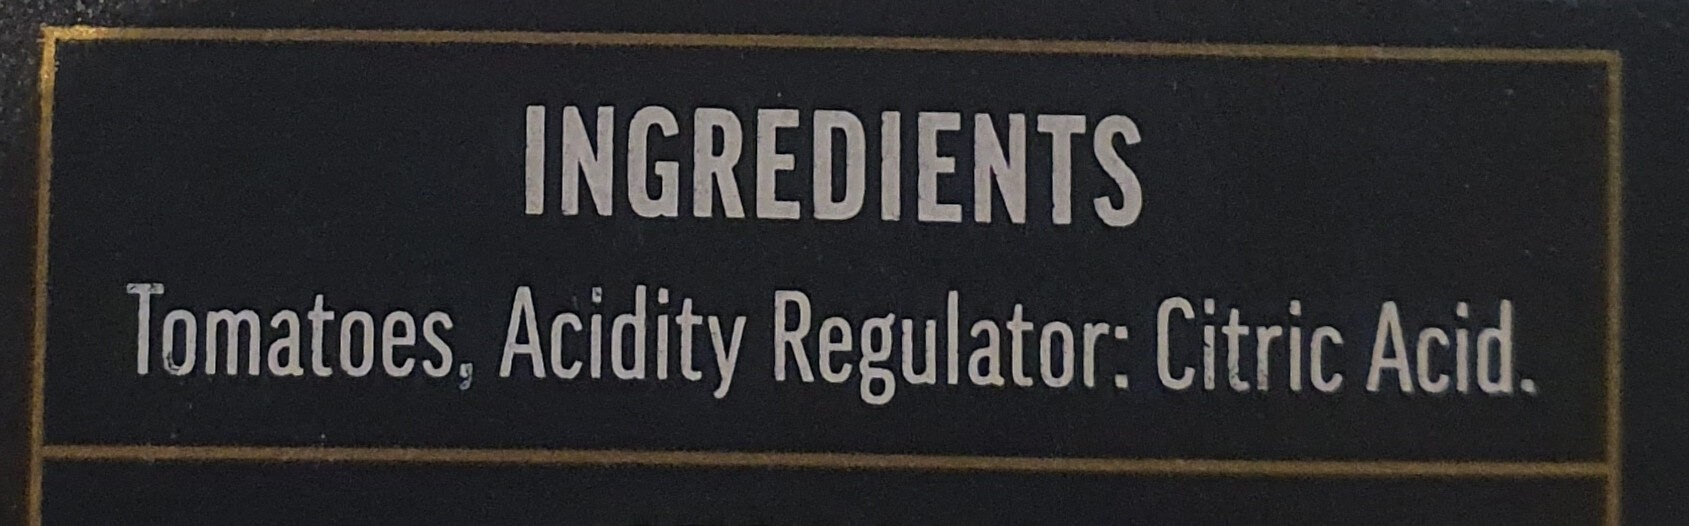 INGREDIENTS
Tomatoes, Acidity Regulator: Citric Acid.